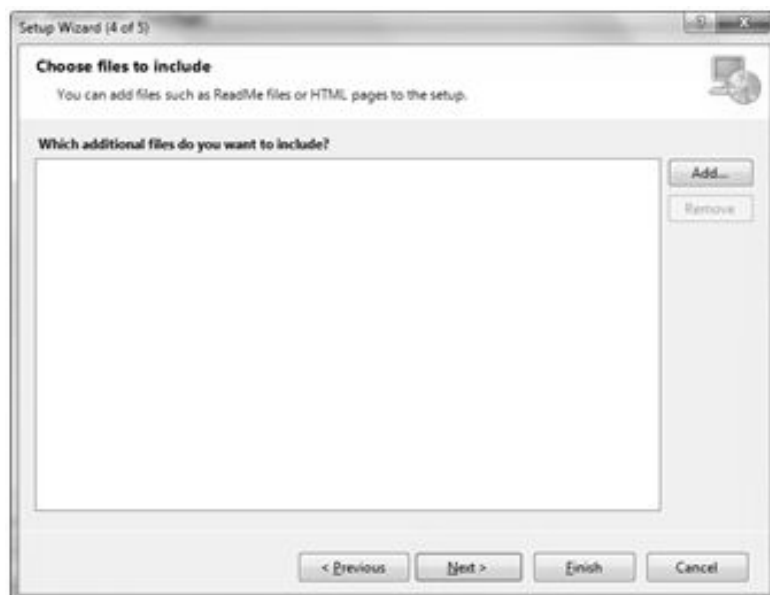 Setup Wizard (4 of 5)
Choose files to include
You can add files such as ReadMe files or HTML pages to the setup.
Which additional files do you want to include?
Add...
Remove
< Previous
Next >
Finish
Cancel